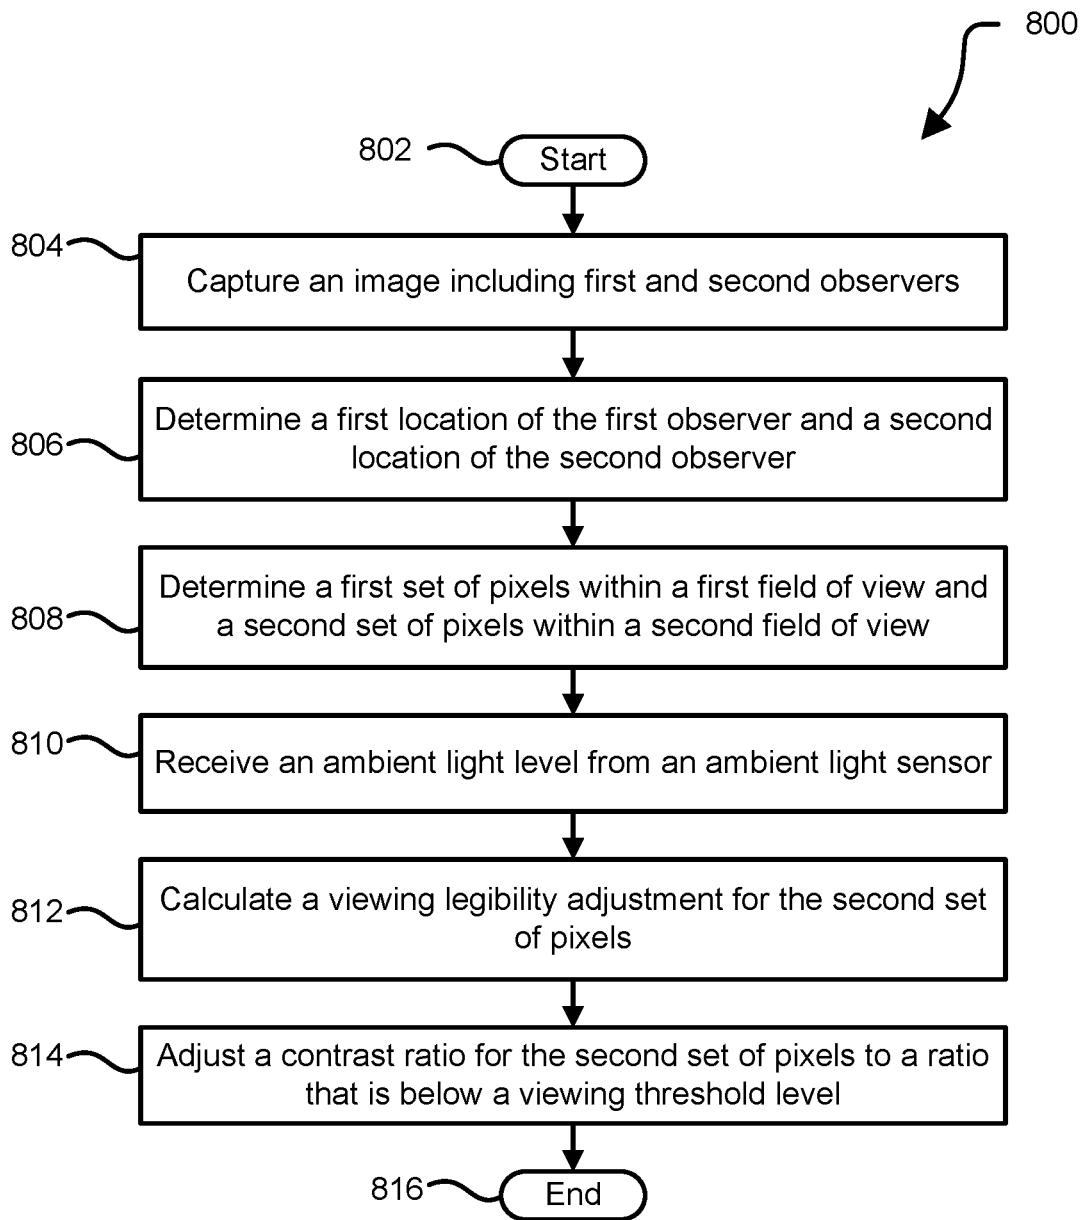 800
802
Start
804
Capture an image including first and second observers
806
Determine a first location of the first observer and a second
location of the second observer
808
Determine a first set of pixels within a first field of view and
a second set of pixels within a second field of view
810
Receive an ambient light level from an ambient light sensor
812
Calculate a viewing legibility adjustment for the second set
of pixels
814
Adjust a contrast ratio for the second set of pixels to a ratio
that is below a viewing threshold level
816
End